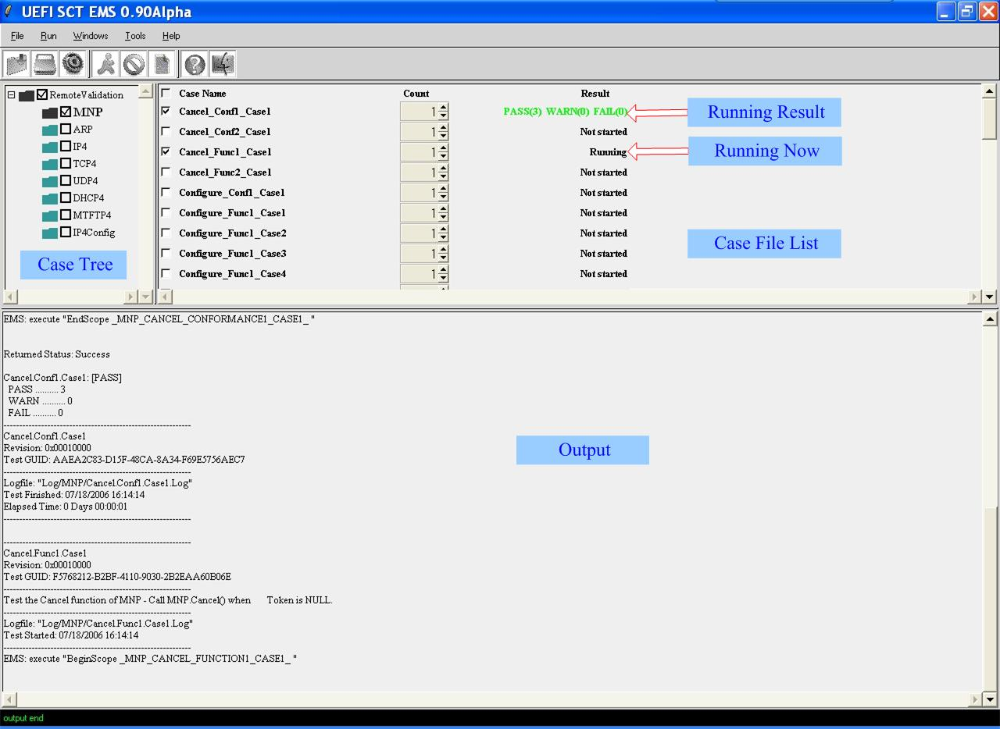 UEFI SCT EMS 0.90Alpha
File Run Windows Tools Help
RemoteValidation
MNP
ARP
IP4
TCP4
UDP4
DHCP4
MTFTP4
IP4Config
Case Tree
Case Name Count Result
Cancel_Conf1_Case1 1 PASS(3) WARN(0) FAIL(0) Running Result
Cancel_Conf2_Case1 1 Not started
Cancel_Func1_Case1 1 Running Running Now
Cancel_Func2_Case1 1 Not started
Configure_Conf1_Case1 1 Not started
Configure_Func1_Case1 1 Not started
Configure_Func1_Case2 1 Not started Case File List
Configure_Func1_Case3 1 Not started
Configure_Func1_Case4 1 Not started
EMS: execute "EndScope _MNP_CANCEL_CONFORMANCE1_CASE1_ "
Returned Status: Success
Cancel.Conf1.Case1: [PASS]
PASS .......... 3
WARN .......... 0
FAIL .......... 0
------------------------------------------------------------
Cancel.Conf1.Case1
Revision: 0x00010000
Test GUID: AAEA2C83-D15F-48CA-8A34-F69E5756AEC7
------------------------------------------------------------
Logfile: "Log/MNP/Cancel.Conf1.Case1.Log"
Test Finished: 07/18/2006 16:14:14
Elapsed Time: 0 Days 00:00:01
------------------------------------------------------------
------------------------------------------------------------
Cancel.Func1.Case1
Revision: 0x00010000
Test GUID: F5768212-B2BF-4110-9030-2B2EAA60B06E
------------------------------------------------------------
Test the Cancel function of MNP - Call MNP.Cancel() when Token is NULL.
------------------------------------------------------------
Logfile: "Log/MNP/Cancel.Func1.Case1.Log"
Test Started: 07/18/2006 16:14:14
------------------------------------------------------------
EMS: execute "BeginScope _MNP_CANCEL_FUNCTION1_CASE1_ "
Output
output end